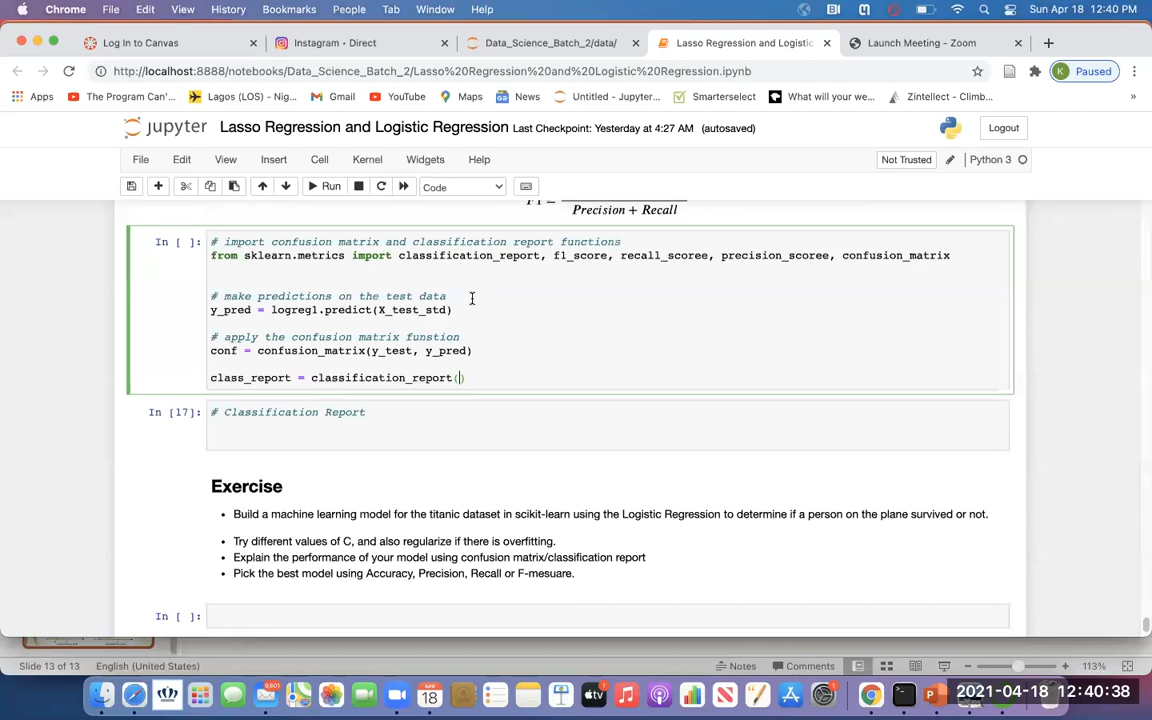 Chrome File Edit View History Bookmarks People Tab Window Help Sun Apr 18 12:40 PM
Log In to Canvas Instagram • Direct Data_Science_Batch_2/data/ Lasso Regression and Logistic Launch Meeting - Zoom
http://localhost:8888/notebooks/Data_Science_Batch_2/Lasso%20Regression%20and%20Logistic%20Regression.ipynb K Paused
Apps The Program Can'... Lagos (LOS) - Nig... Gmail YouTube Maps News Untitled - Jupyter... Smarterselect What will your we... Zintellect - Climb... »
jupyter Lasso Regression and Logistic Regression Last Checkpoint: Yesterday at 4:27 AM (autosaved) Logout
File Edit View Insert Cell Kernel Widgets Help Not Trusted Python 3
Run Code
Precision + Recall
In [ ]: # import confusion matrix and classification report functions
from sklearn.metrics import classification_report, f1_score, recall_scoree, precision_scoree, confusion_matrix
# make predictions on the test data
y_pred = logreg1.predict(X_test_std)
# apply the confusion matrix funstion
conf = confusion_matrix(y_test, y_pred)
class_report = classification_report()
In [17]: # Classification Report
Exercise
• Build a machine learning model for the titanic dataset in scikit-learn using the Logistic Regression to determine if a person on the plane survived or not.
• Try different values of C, and also regularize if there is overfitting.
• Explain the performance of your model using confusion matrix/classification report
• Pick the best model using Accuracy, Precision, Recall or F-mesuare.
In [ ]:
Slide 13 of 13 English (United States) Notes Comments 113%
9,601 APR 18 tv 1 2021-04-18 12:40:38